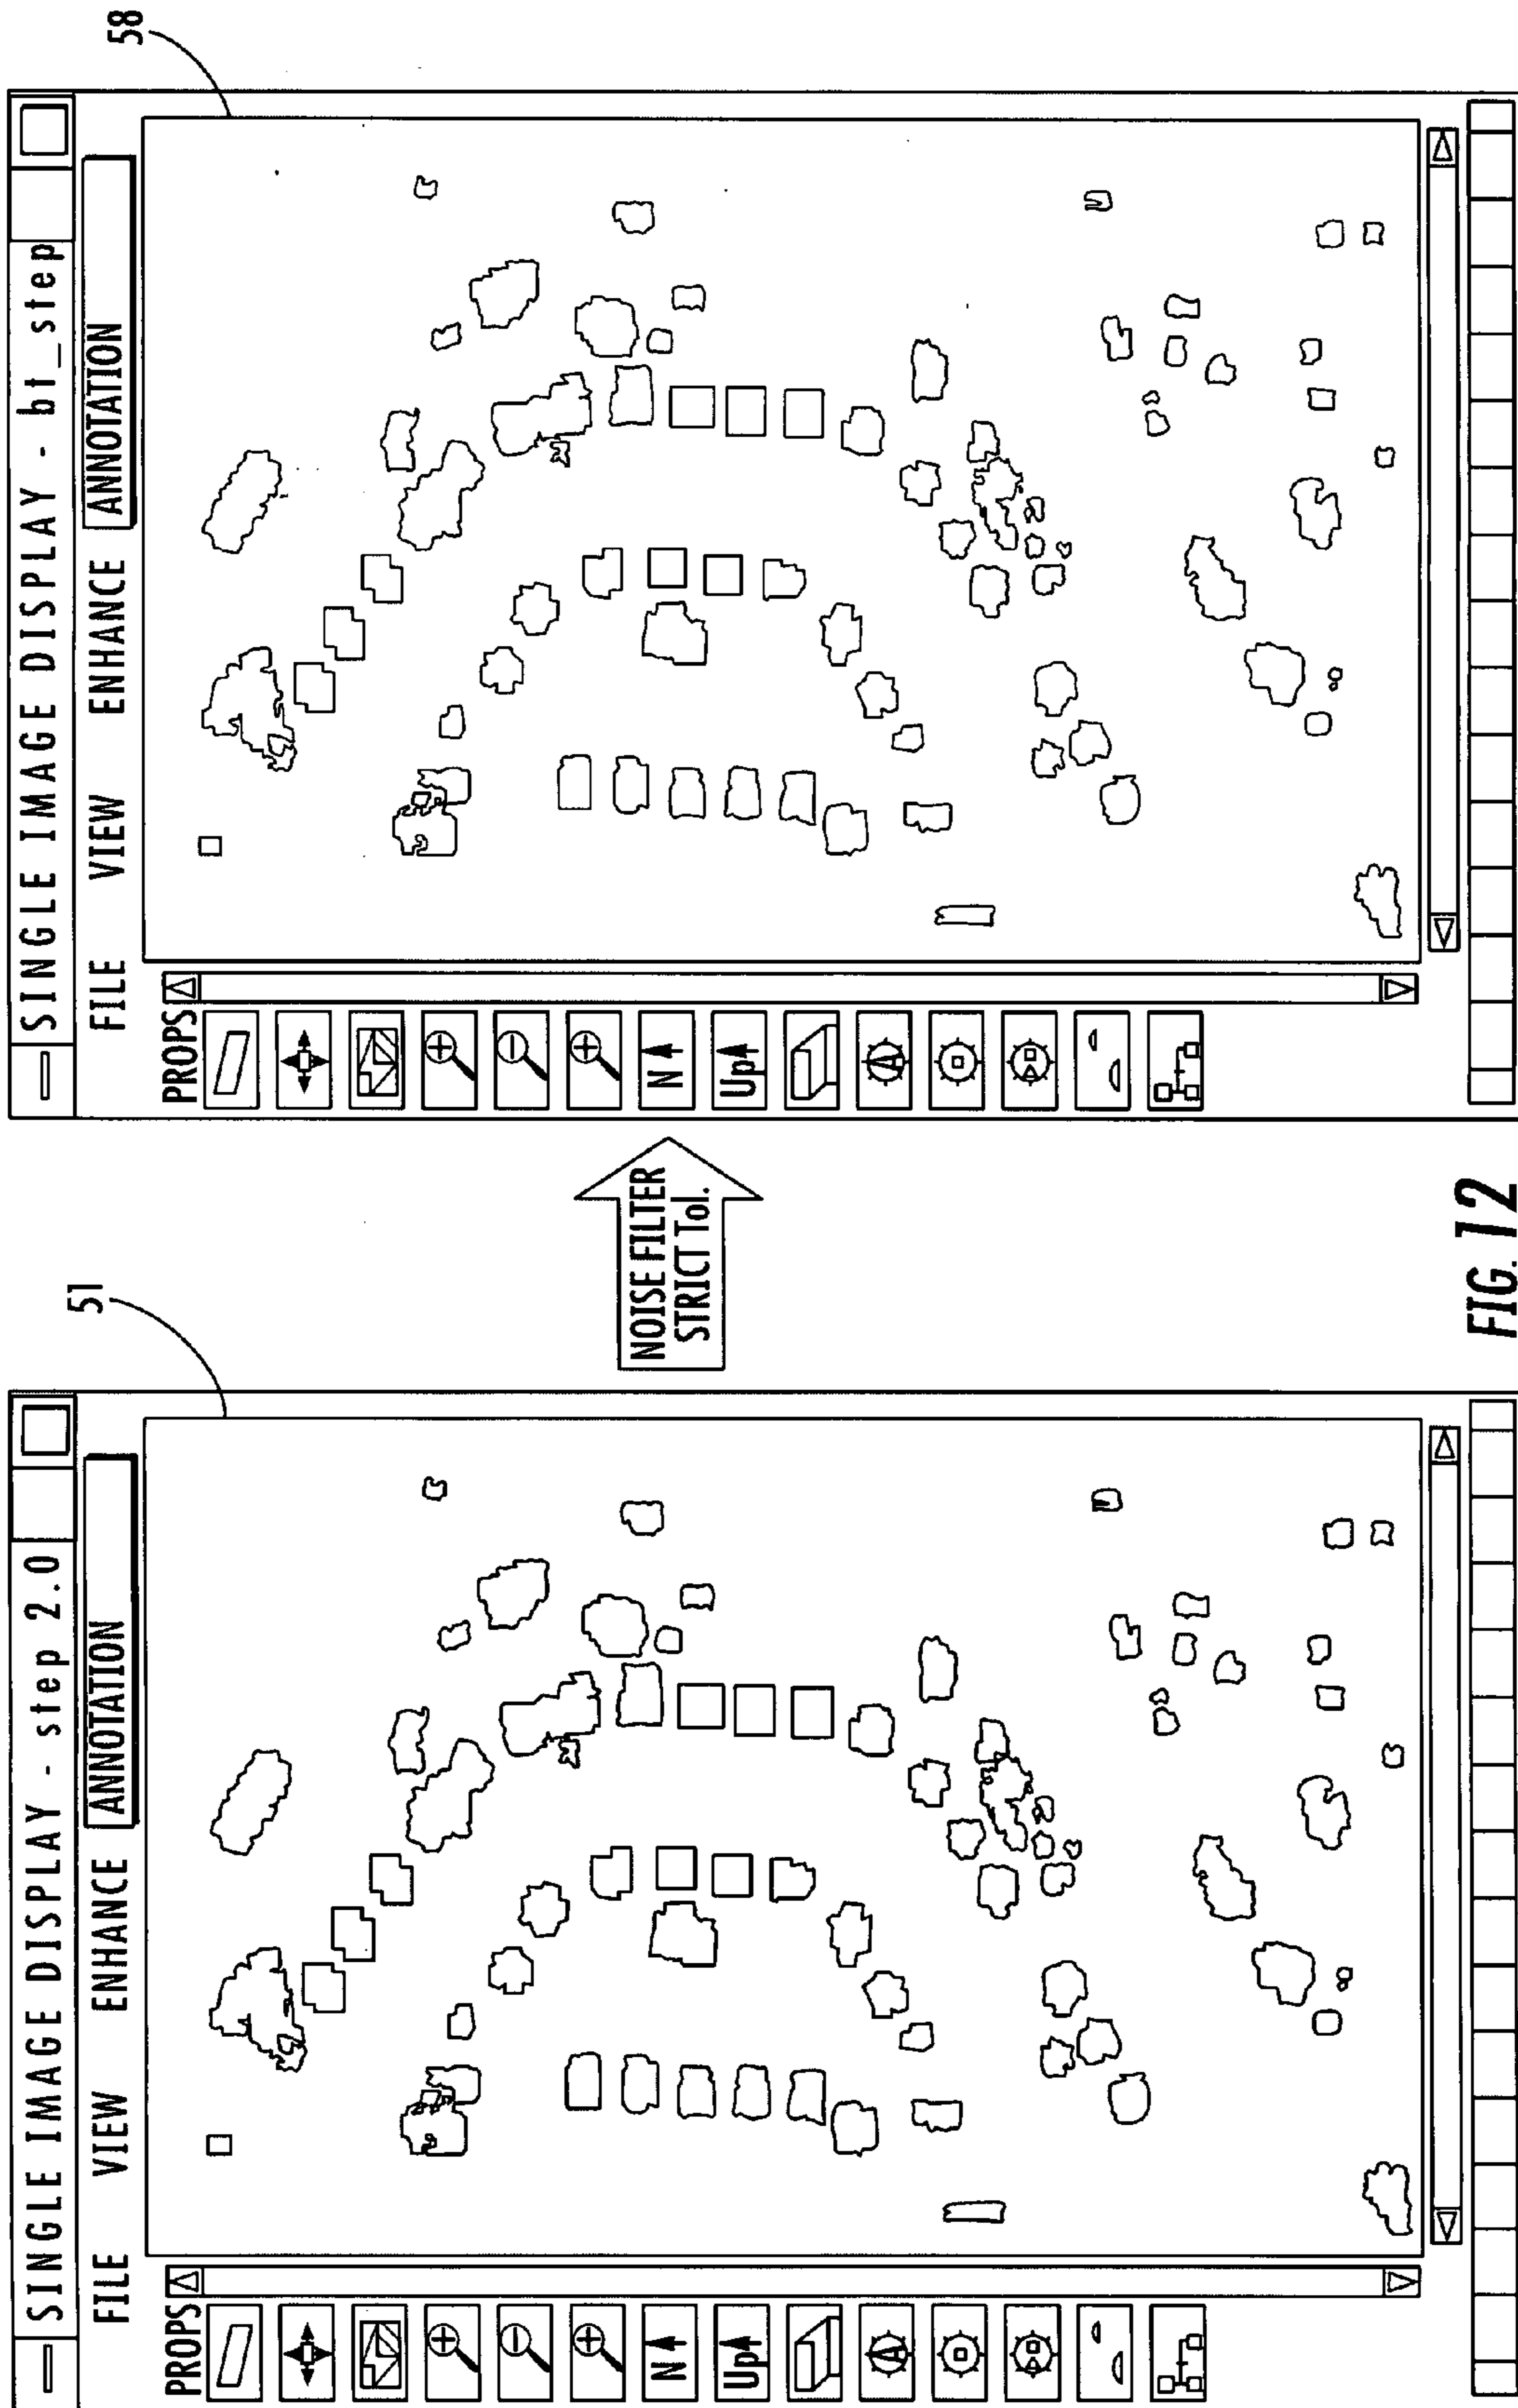 51
SINGLE IMAGE DISPLAY - step 2.0
FILE VIEW ENHANCE ANNOTATION
PROPS
N
Up
NOISE FILTER
STRICT Tol.
58
SINGLE IMAGE DISPLAY - bt_step
FILE VIEW ENHANCE ANNOTATION
PROPS
N
Up
FIG. 12